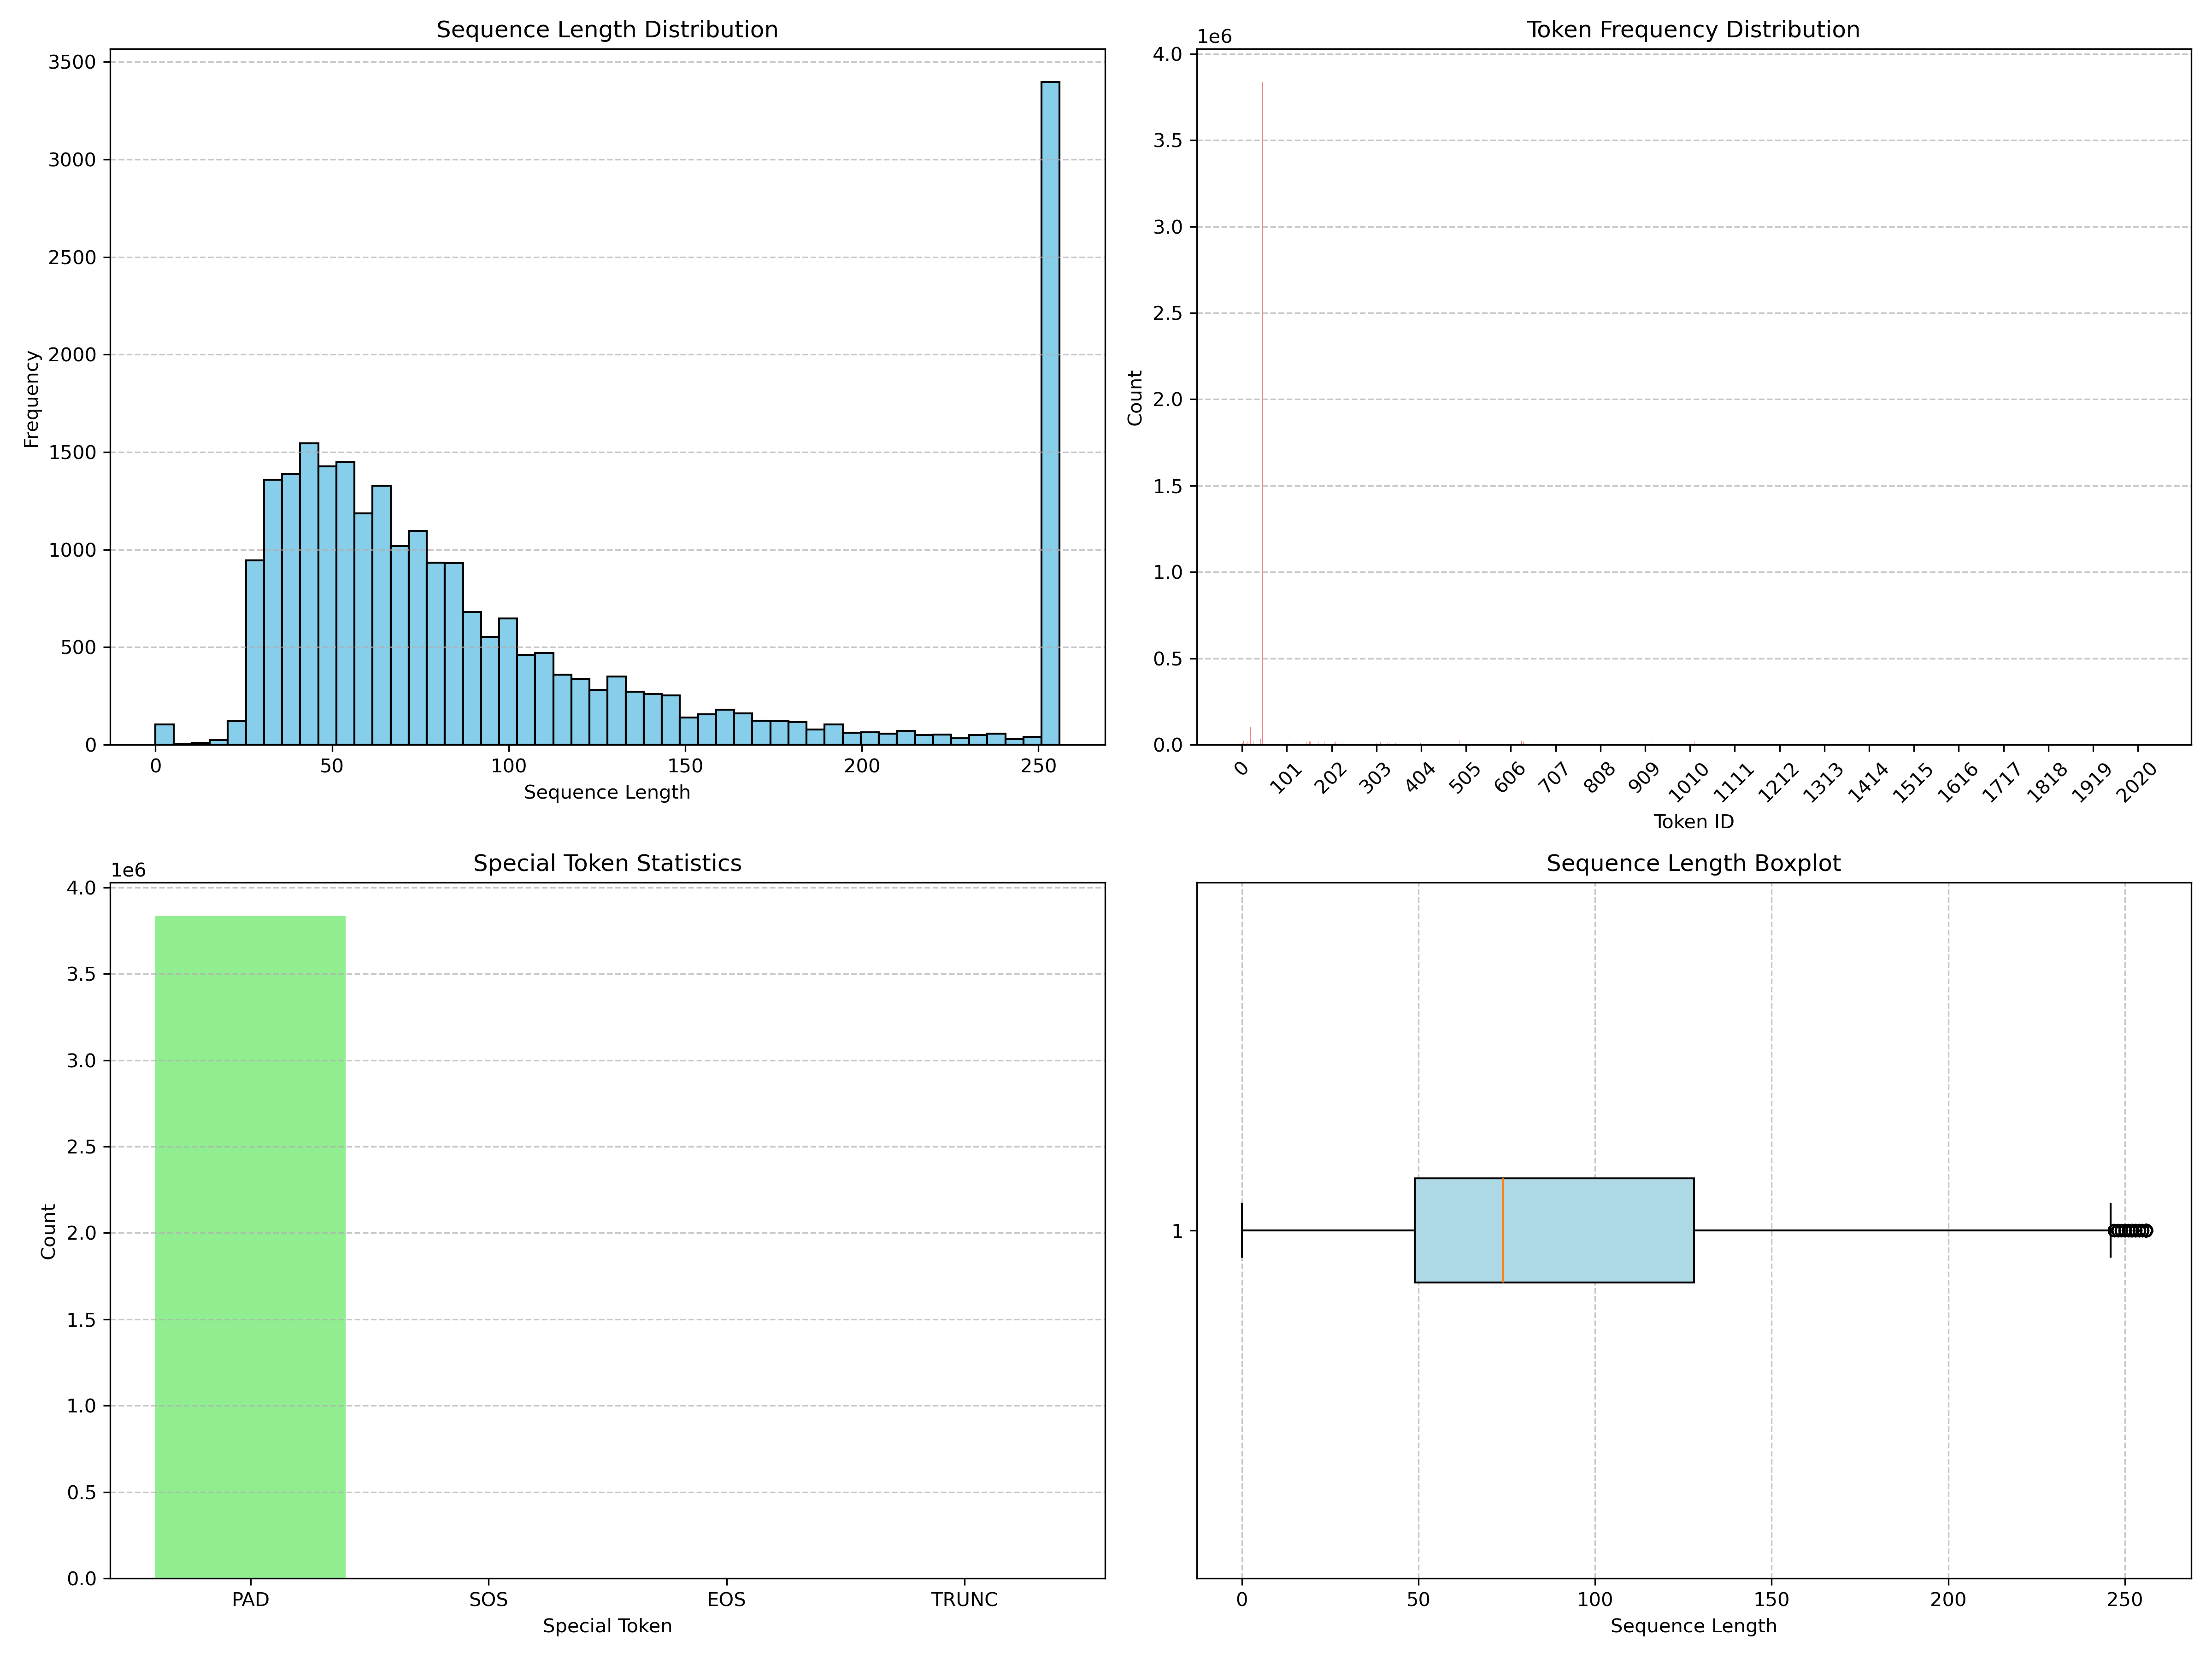 Sequence Length Distribution
3500
3000
2500
2000
1500
1000
500
0
Frequency
0 50 100 150 200 250
Sequence Length
Token Frequency Distribution
1e6
4.0
3.5
3.0
2.5
2.0
1.5
1.0
0.5
0.0
Count
0 101 202 303 404 505 606 707 808 909 1010 1111 1212 1313 1414 1515 1616 1717 1818 1919 2020
Token ID
Special Token Statistics
1e6
4.0
3.5
3.0
2.5
2.0
1.5
1.0
0.5
0.0
Count
PAD SOS EOS TRUNC
Special Token
Sequence Length Boxplot
1
0 50 100 150 200 250
Sequence Length